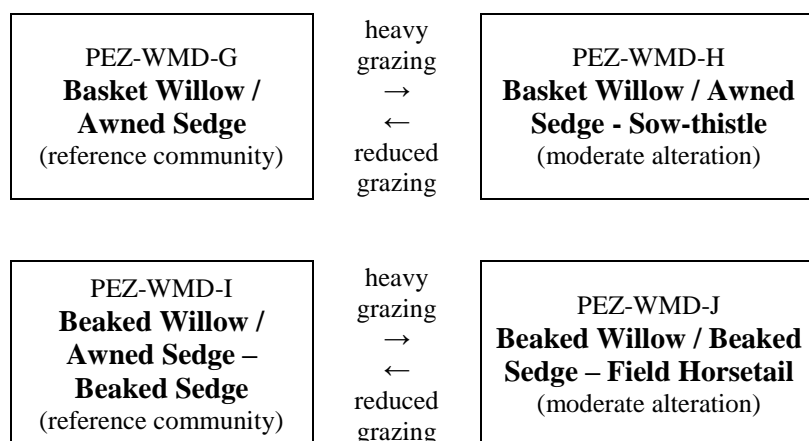 PEZ-WMD-G
Basket Willow /
Awned Sedge
(reference community)
heavy
grazing
→
←
reduced
grazing
PEZ-WMD-H
Basket Willow / Awned
Sedge - Sow-thistle
(moderate alteration)
PEZ-WMD-I
Beaked Willow /
Awned Sedge –
Beaked Sedge
(reference community)
heavy
grazing
→
←
reduced
grazing
PEZ-WMD-J
Beaked Willow / Beaked
Sedge – Field Horsetail
(moderate alteration)